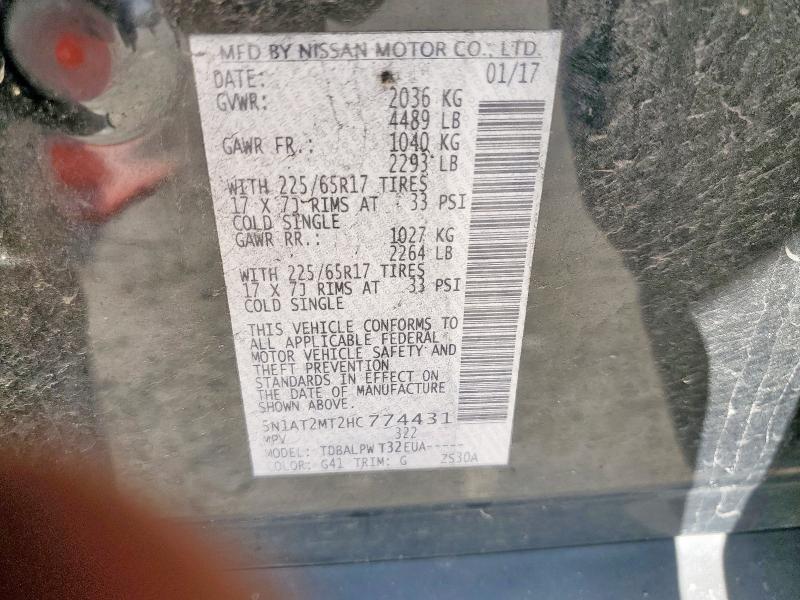 MFD BY NISSAN MOTOR CO., LTD.
DATE: 01/17
GVWR: 2036 KG
4489 LB
GAWR FR.: 1040 KG
2293 LB
WITH 225/65R17 TIRES
17 X 7J RIMS AT 33 PSI
COLD SINGLE
GAWR RR.: 1027 KG
2264 LB
WITH 225/65R17 TIRES
17 X 7J RIMS AT 33 PSI
COLD SINGLE
THIS VEHICLE CONFORMS TO
ALL APPLICABLE FEDERAL
MOTOR VEHICLE SAFETY AND
THEFT PREVENTION
STANDARDS IN EFFECT ON
THE DATE OF MANUFACTURE
SHOWN ABOVE.
5N1AT2MT2HC774431
MPV 322
MODEL: TDBALPW T32EUA-----
COLOR: G41 TRIM: G ZS30A